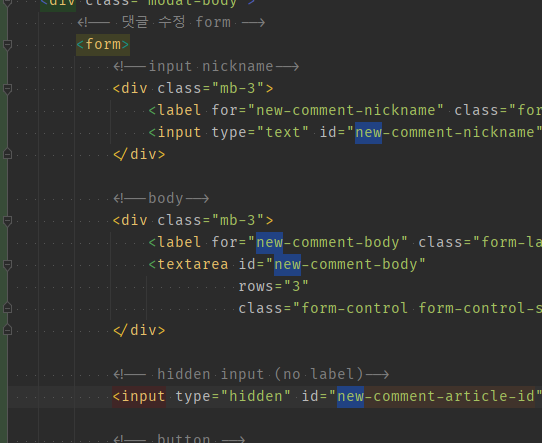 <div class="modal-body">
<!-- 댓글 수정 form -->
<form>
<!--input nickname-->
<div class="mb-3">
<label for="new-comment-nickname" class="for
<input type="text" id="new-comment-nickname"
</div>
<!--body-->
<div class="mb-3">
<label for="new-comment-body" class="form-la
<textarea id="new-comment-body"
rows="3"
class="form-control form-control-s
</div>
<!-- hidden input (no label)-->
<input type="hidden" id="new-comment-article-id"
<!-- button -->